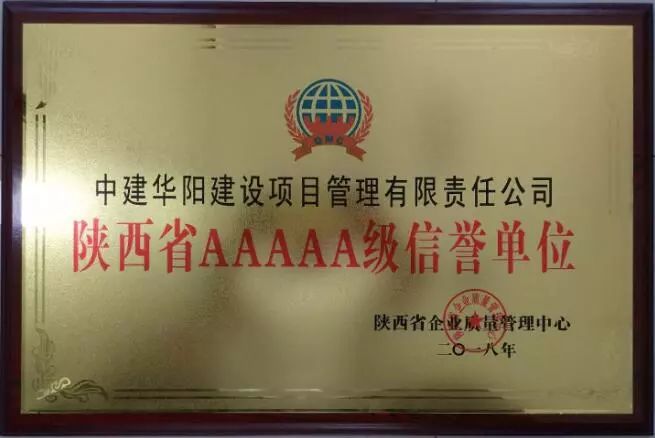 QMC
中建华阳建设项目管理有限责任公司
陕西省AAAAA级信誉单位
陕西省企业质量管理中心
二〇一八年